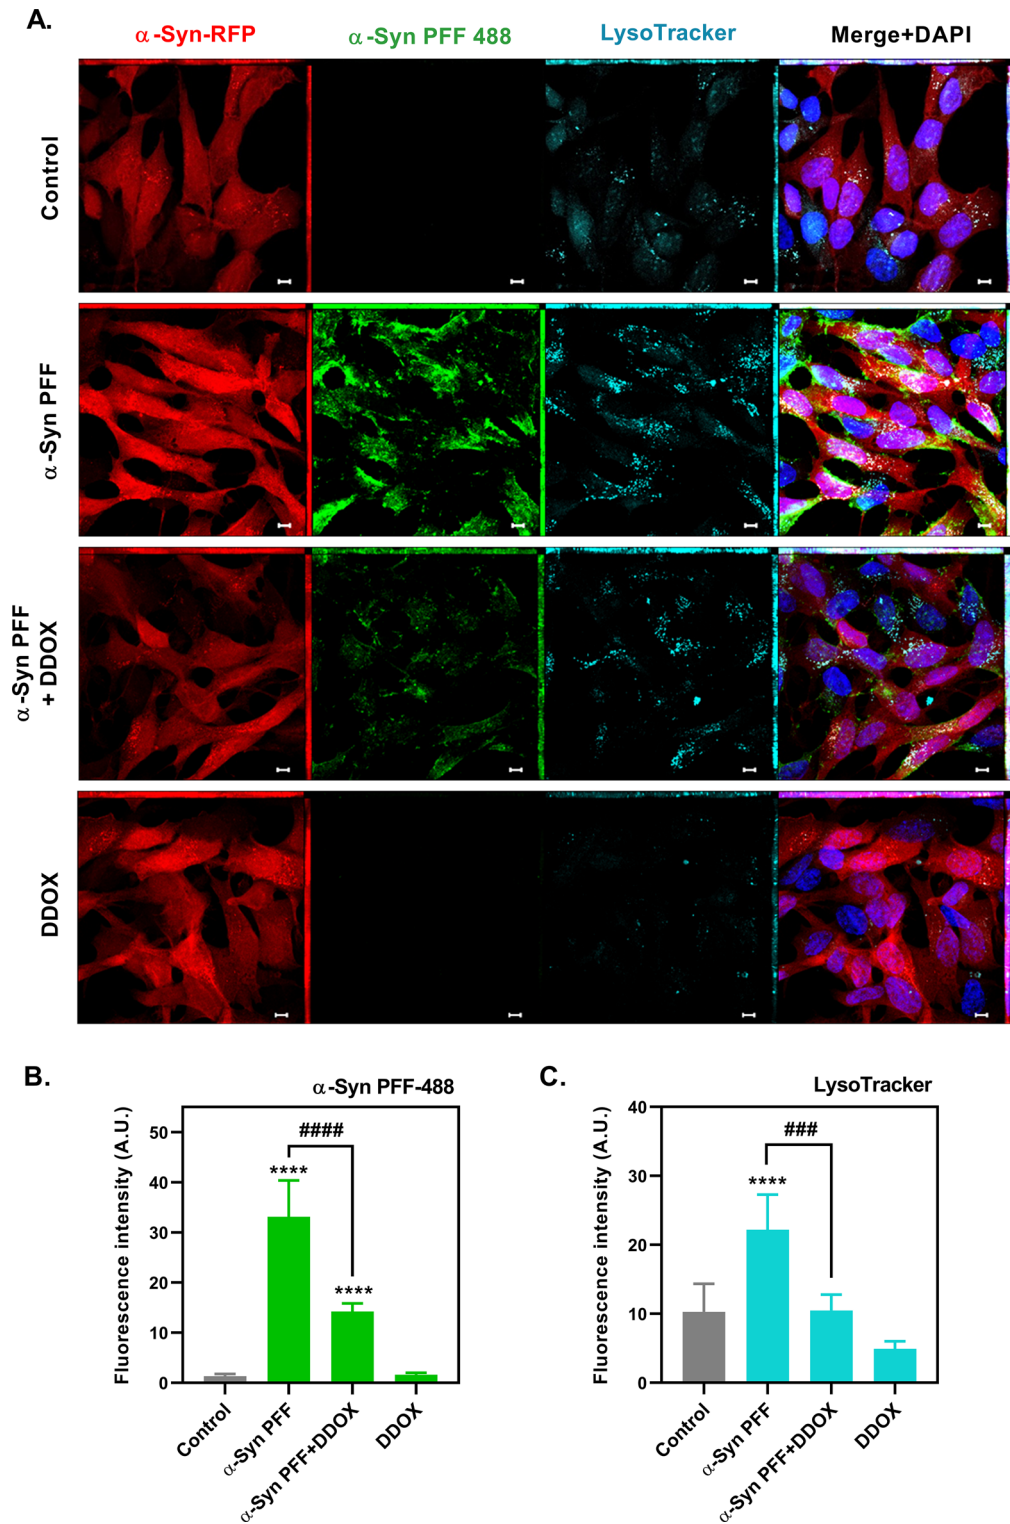 A.
α-Syn-RFP α-Syn PFF 488 LysoTracker Merge+DAPI
Control
α-Syn PFF
α-Syn PFF
+ DDOX
DDOX
B.
α-Syn PFF-488
Fluorescence intensity (A.U.)
50
40
30
20
10
0
####
****
****
Control
α-Syn PFF
α-Syn PFF+DDOX
DDOX
C.
LysoTracker
Fluorescence intensity (A.U.)
40
30
20
10
0
###
****
Control
α-Syn PFF
α-Syn PFF+DDOX
DDOX